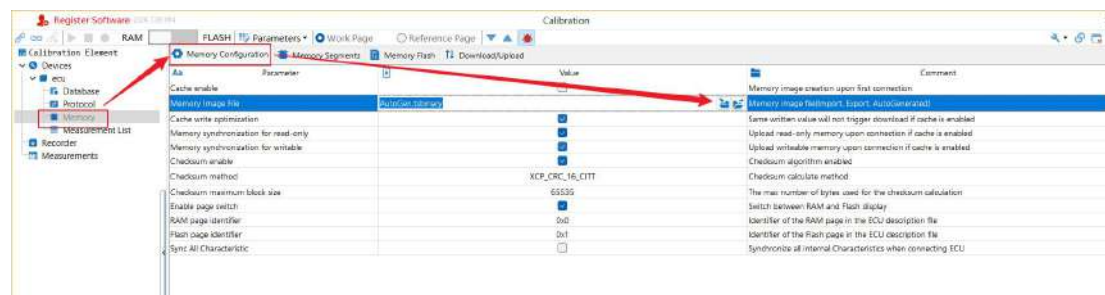 Register Software
Calibration
RAM
FLASH
Parameters
Work Page
Reference Page
Calibration Element
Devices
ecu
Database
Protocol
Memory
Measurement List
Recorder
Measurements
Memory Configuration
Memory Segments
Memory Flash
Download/Upload
Aa Parameter Value Comment
Cache enable Memory image creation upon first connection
Memory Image File AutoGen.tsbinary Memory image file(Import, Export, AutoGenerated)
Cache write optimization Same written value will not trigger download if cache is enabled
Memory synchronization for read-only Upload read-only memory upon connection if cache is enabled
Memory synchronization for writable Upload writeable memory upon connection if cache is enabled
Checksum enable Checksum algorithm enabled
Checksum method XCP_CRC_16_CITT Checksum calculate method
Checksum maximum block size 65535 The max number of bytes used for the checksum calculation
Enable page switch Switch between RAM and Flash display
RAM page identifier 0x0 Identifier of the RAM page in the ECU description file
Flash page identifier 0x1 Identifier of the Flash page in the ECU description file
Sync All Characteristic Synchronize all internal Characteristics when connecting ECU